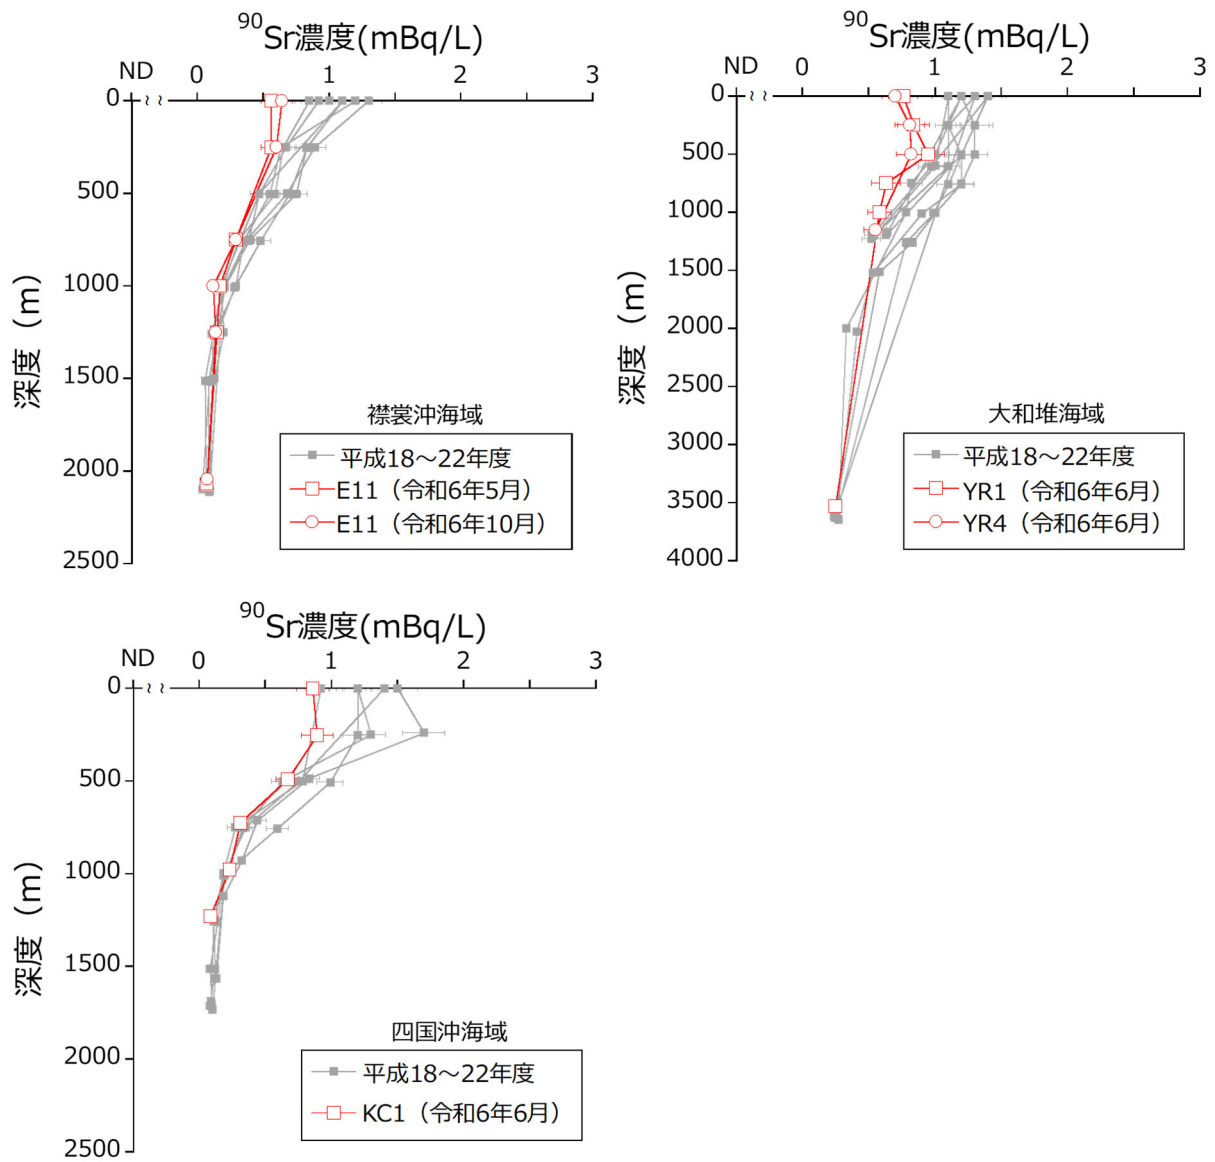 ⁹⁰Sr濃度(mBq/L)
ND 0 1 2 3
0
500
1000
1500
2000
2500
深度（m）
襟裳沖海域
平成18～22年度
E11（令和6年5月）
E11（令和6年10月）
⁹⁰Sr濃度(mBq/L)
ND 0 1 2 3
0
500
1000
1500
2000
2500
3000
3500
4000
深度（m）
大和堆海域
平成18～22年度
YR1（令和6年6月）
YR4（令和6年6月）
⁹⁰Sr濃度(mBq/L)
ND 0 1 2 3
0
500
1000
1500
2000
2500
深度（m）
四国沖海域
平成18～22年度
KC1（令和6年6月）